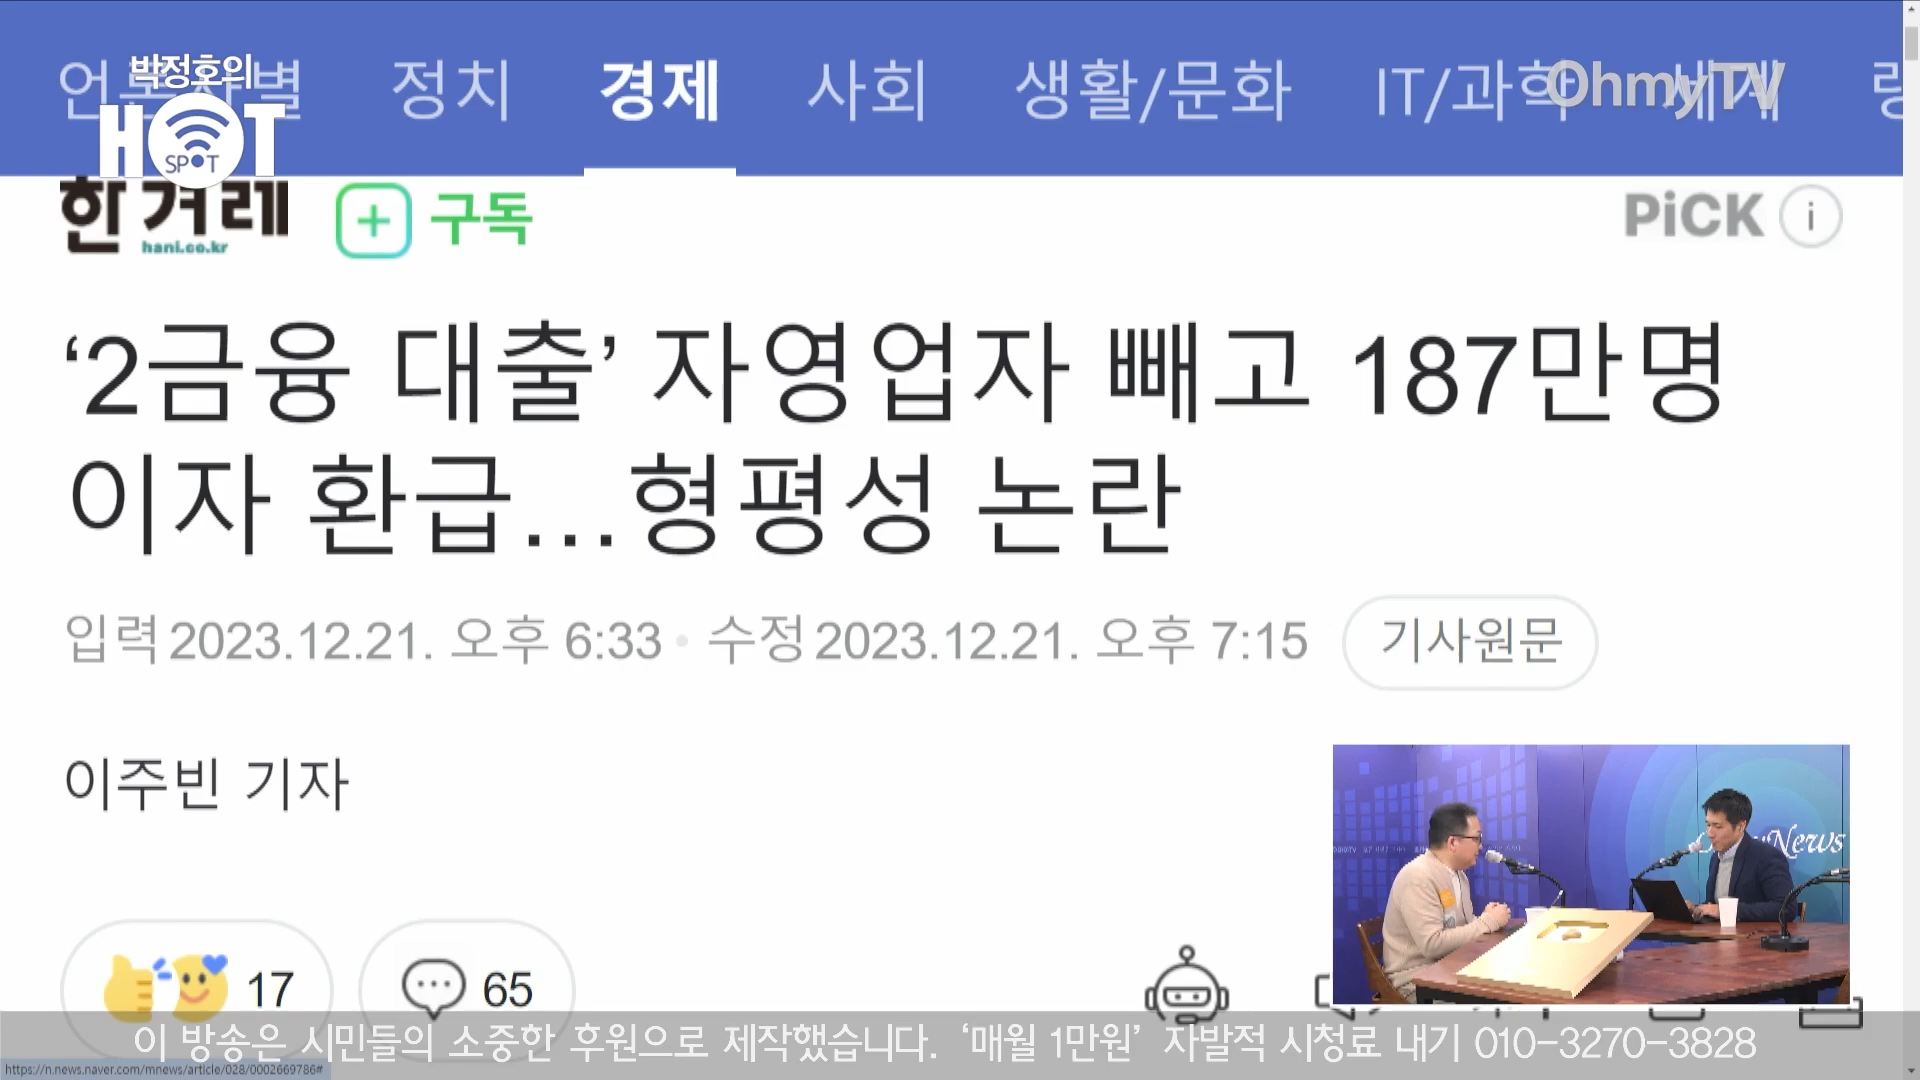 박정호의
HOT
SPOT
정치 경제 사회 생활/문화 IT/과학 세계
OhmyTV
한겨레
hani.co.kr
구독
PiCK
‘2금융 대출’ 자영업자 빼고 187만명
이자 환급…형평성 논란
입력 2023.12.21. 오후 6:33 · 수정 2023.12.21. 오후 7:15 기사원문
이주빈 기자
News
17
65
이 방송은 시민들의 소중한 후원으로 제작했습니다. ‘매월 1만원’ 자발적 시청료 내기 010-3270-3828
https://n.news.naver.com/mnews/article/028/0002669786#